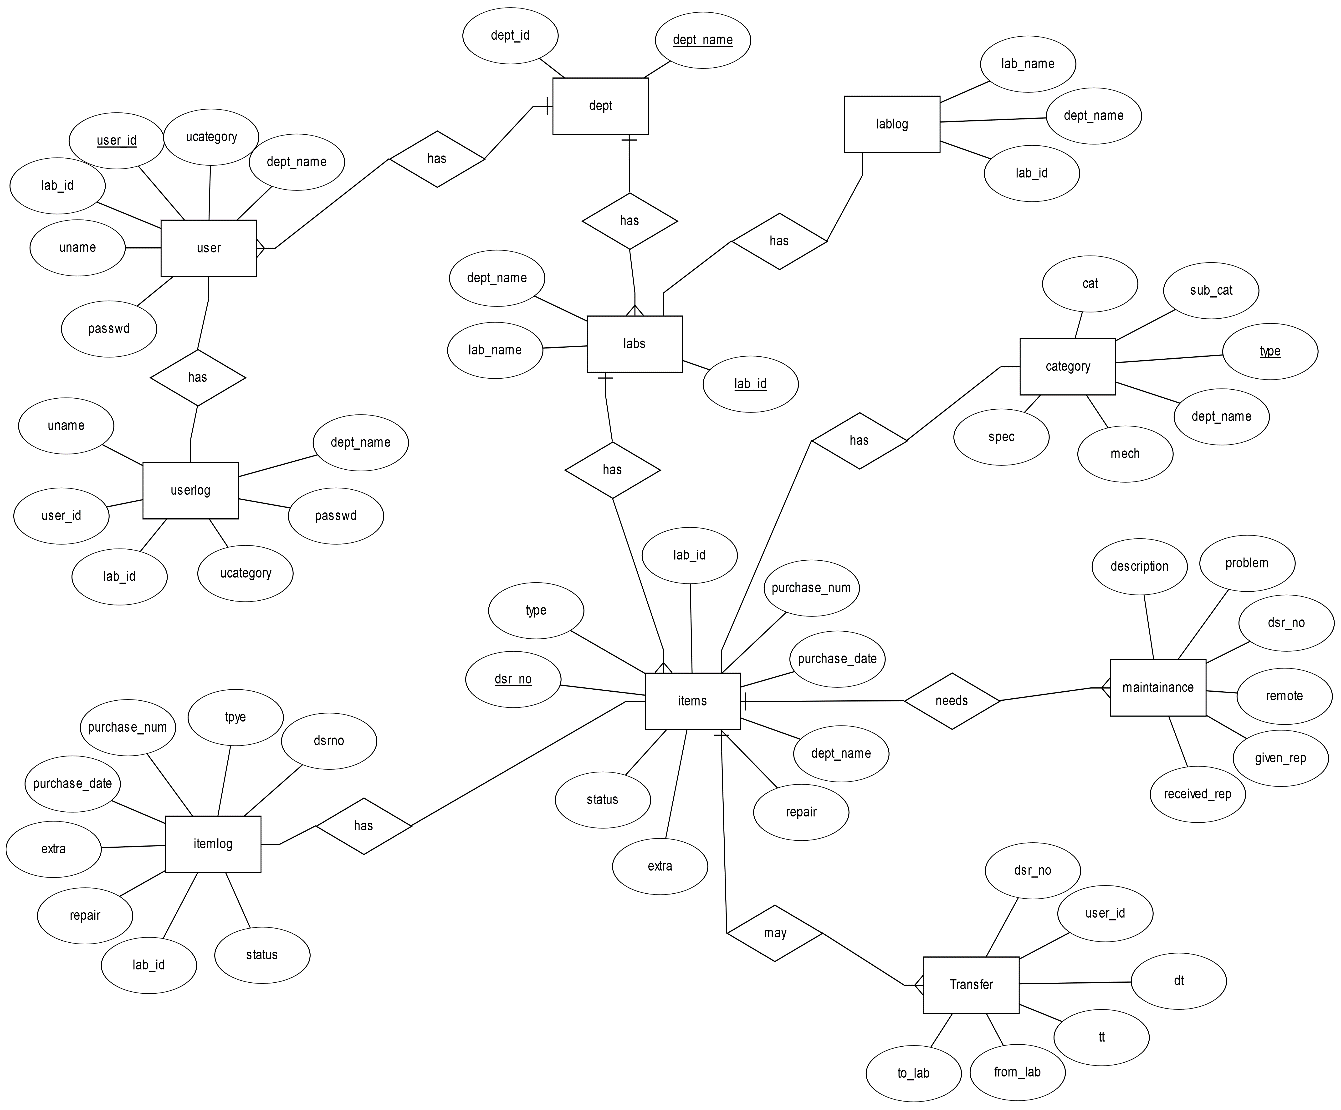 dept_id
dept_name
dept
lab_name
lablog
dept_name
lab_id
user_id
ucategory
dept_name
has
lab_id
uname
user
passwd
has
has
dept_name
labs
lab_name
lab_id
cat
sub_cat
category
type
dept_name
spec
mech
has
has
uname
dept_name
userlog
user_id
passwd
lab_id
ucategory
has
lab_id
type
purchase_num
dsr_no
purchase_date
items
needs
dept_name
status
repair
extra
description
problem
dsr_no
maintainance
remote
given_rep
received_rep
purchase_num
tpye
dsrno
purchase_date
itemlog
has
extra
repair
lab_id
status
dsr_no
user_id
may
Transfer
dt
tt
to_lab
from_lab